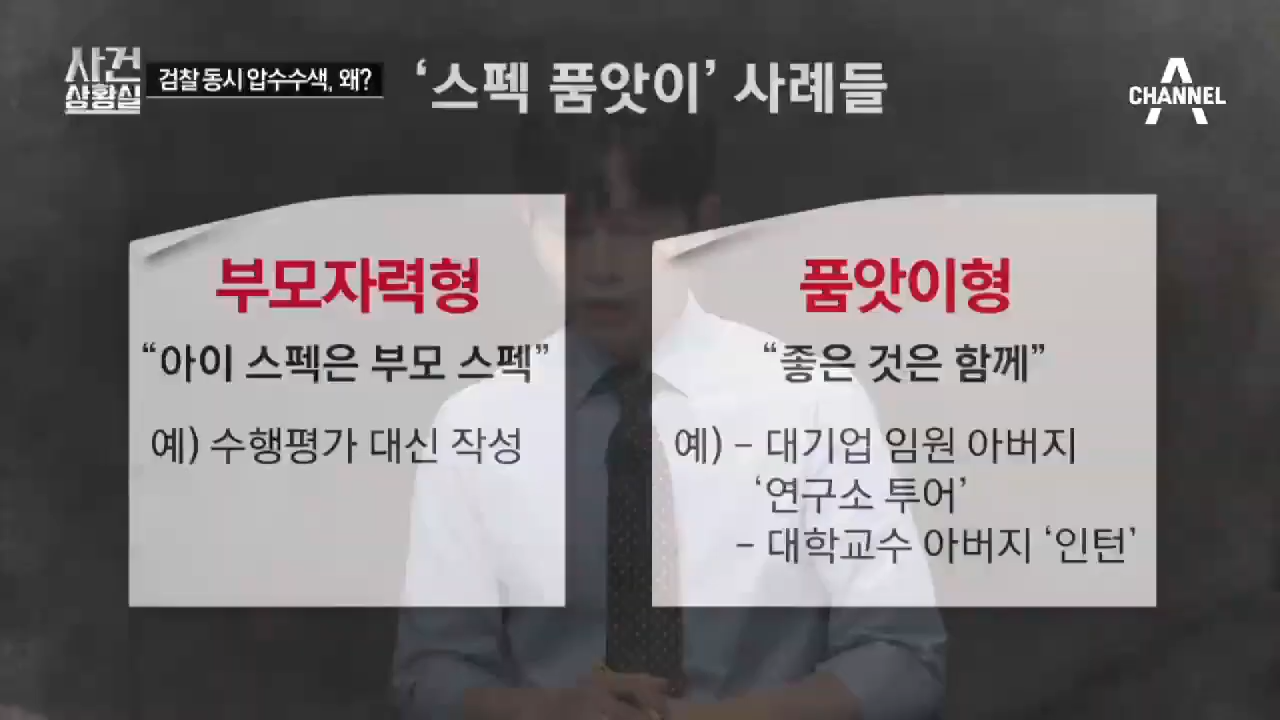 사건
상황실
검찰 동시 압수수색, 왜?
‘스펙 품앗이’ 사례들
CHANNEL A
부모자력형
“아이 스펙은 부모 스펙”
예) 수행평가 대신 작성
품앗이형
“좋은 것은 함께”
예) – 대기업 임원 아버지
‘연구소 투어’
– 대학교수 아버지 ‘인턴’